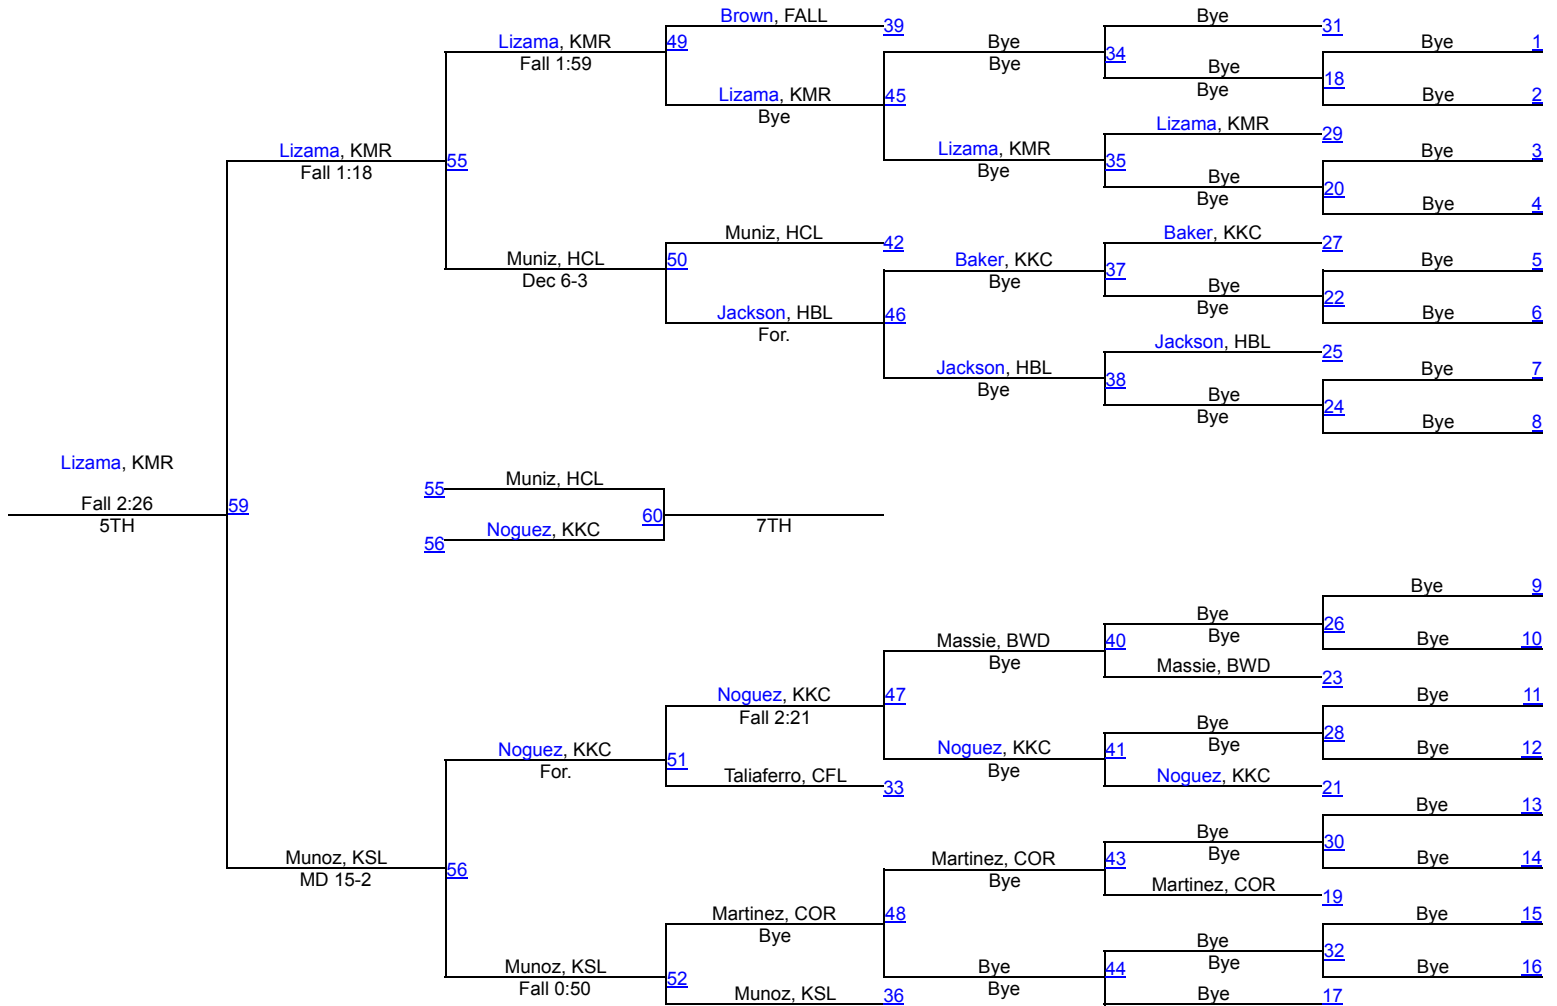 Brown, FALL
Bye
39
31
Lizama, KMR
49
Bye
Bye
1
Fall 1:59
Bye
34
Bye
18
Lizama, KMR
45
Bye
Bye
2
Bye
Lizama, KMR
29
Lizama, KMR
55
Lizama, KMR
35
Bye
3
Fall 1:18
Bye
Bye
20
Bye
Bye
4
Muniz, HCL
42
Baker, KKC
27
Muniz, HCL
50
Baker, KKC
37
Bye
5
Dec 6-3
Bye
Bye
22
Jackson, HBL
46
Bye
Bye
6
For.
Jackson, HBL
25
Jackson, HBL
38
Bye
7
Bye
Bye
24
Bye
Bye
8
Lizama, KMR
55
Muniz, HCL
Fall 2:26
59
60
5TH
7TH
56
Noguez, KKC
Bye
9
Bye
26
Massie, BWD
40
Bye
Bye
10
Bye
Massie, BWD
23
Noguez, KKC
47
Bye
11
Fall 2:21
Bye
28
Noguez, KKC
51
Noguez, KKC
41
Bye
Bye
12
For.
Bye
Taliaferro, CFL
33
Noguez, KKC
21
Bye
13
Bye
30
Munoz, KSL
56
Martinez, COR
43
Bye
Bye
14
MD 15-2
Bye
Martinez, COR
19
Martinez, COR
48
Bye
15
Bye
Bye
32
Munoz, KSL
52
Bye
44
Bye
Bye
16
Fall 0:50
Munoz, KSL
36
Bye
Bye
17